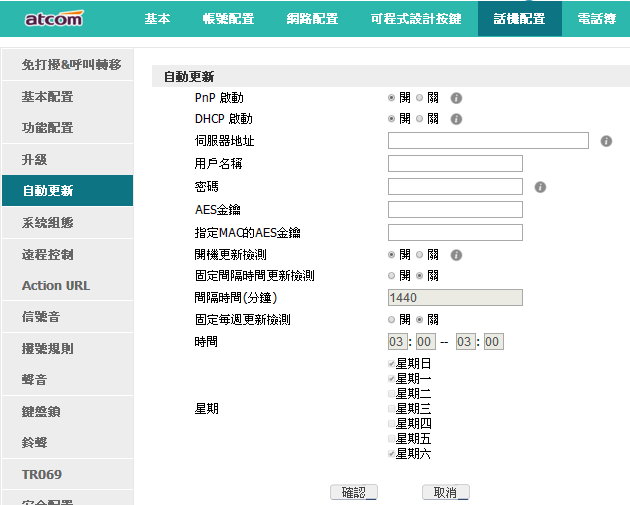 atcom 基本 帳號配置 網路配置 可程式設計按鍵 話機配置 電話簿
免打擾&呼叫轉移
基本配置
功能配置
升級
自動更新
系統組態
遠程控制
Action URL
信號音
撥號規則
聲音
鍵盤鎖
鈴聲
TR069
安全配置
自動更新
PnP 啟動 開 關
DHCP 啟動 開 關
伺服器地址
用戶名稱
密碼
AES金鑰
指定MAC的AES金鑰
開機更新檢測 開 關
固定間隔時間更新檢測 開 關
間隔時間(分鐘) 1440
固定每週更新檢測 開 關
時間 03: 00 -- 03: 00
星期
星期日
星期一
星期二
星期三
星期四
星期五
星期六
確認 取消